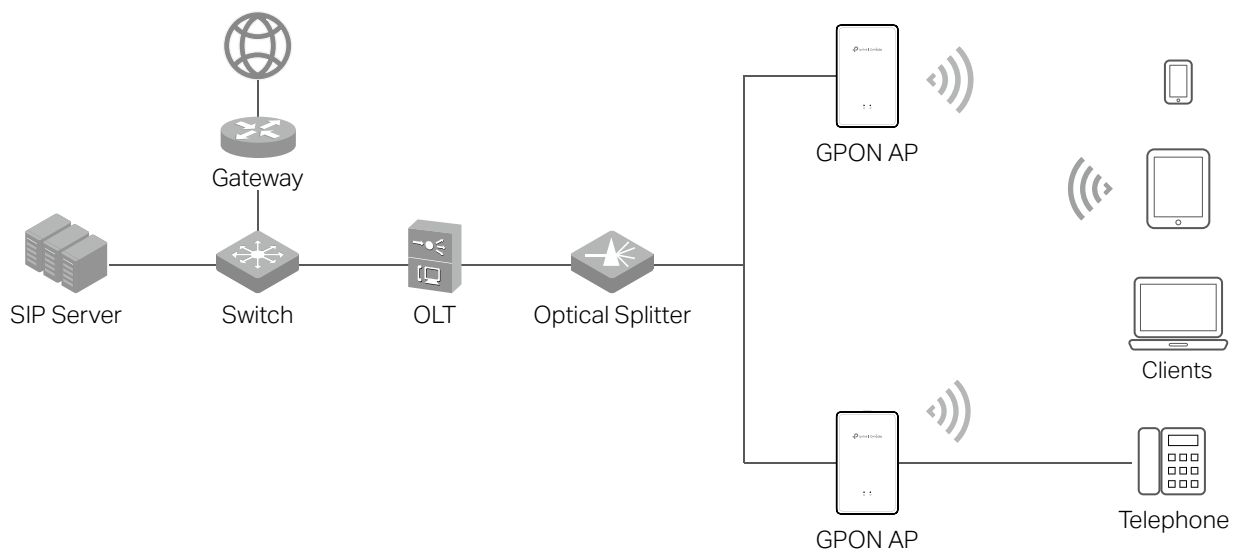 GPON AP
Gateway
SIP Server
Switch
OLT
Optical Splitter
Clients
Telephone
GPON AP